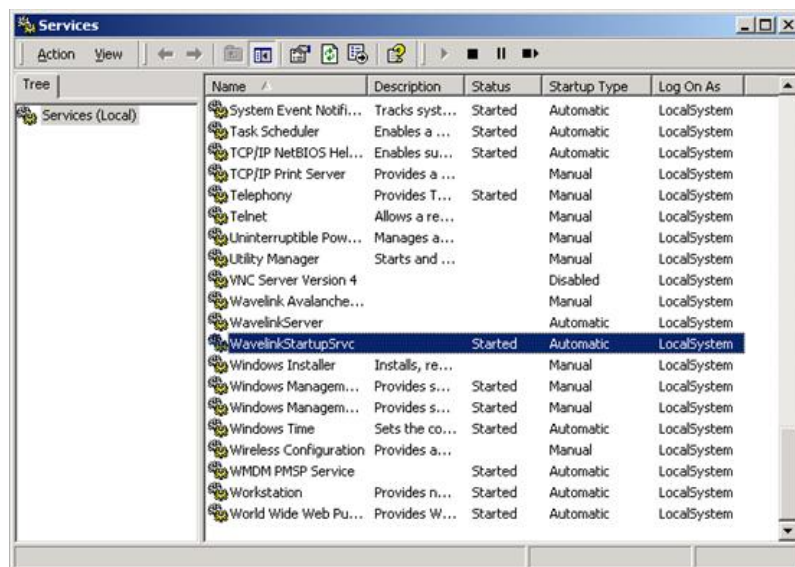 Services
Action View
Tree
Services (Local)
Name Description Status Startup Type Log On As
System Event Notifi... Tracks syst... Started Automatic LocalSystem
Task Scheduler Enables a ... Started Automatic LocalSystem
TCP/IP NetBIOS Hel... Enables su... Started Automatic LocalSystem
TCP/IP Print Server Provides a ... Manual LocalSystem
Telephony Provides T... Started Manual LocalSystem
Telnet Allows a re... Manual LocalSystem
Uninterruptible Pow... Manages a... Manual LocalSystem
Utility Manager Starts and ... Manual LocalSystem
VNC Server Version 4 Disabled LocalSystem
Wavelink Avalanche... Manual LocalSystem
WavelinkServer Automatic LocalSystem
WavelinkStartupSrvc Started Automatic LocalSystem
Windows Installer Installs, re... Manual LocalSystem
Windows Managem... Provides s... Started Manual LocalSystem
Windows Managem... Provides s... Started Manual LocalSystem
Windows Time Sets the co... Started Automatic LocalSystem
Wireless Configuration Provides a... Manual LocalSystem
WMDM PMSP Service Started Automatic LocalSystem
Workstation Provides n... Started Automatic LocalSystem
World Wide Web Pu... Provides W... Started Automatic LocalSystem